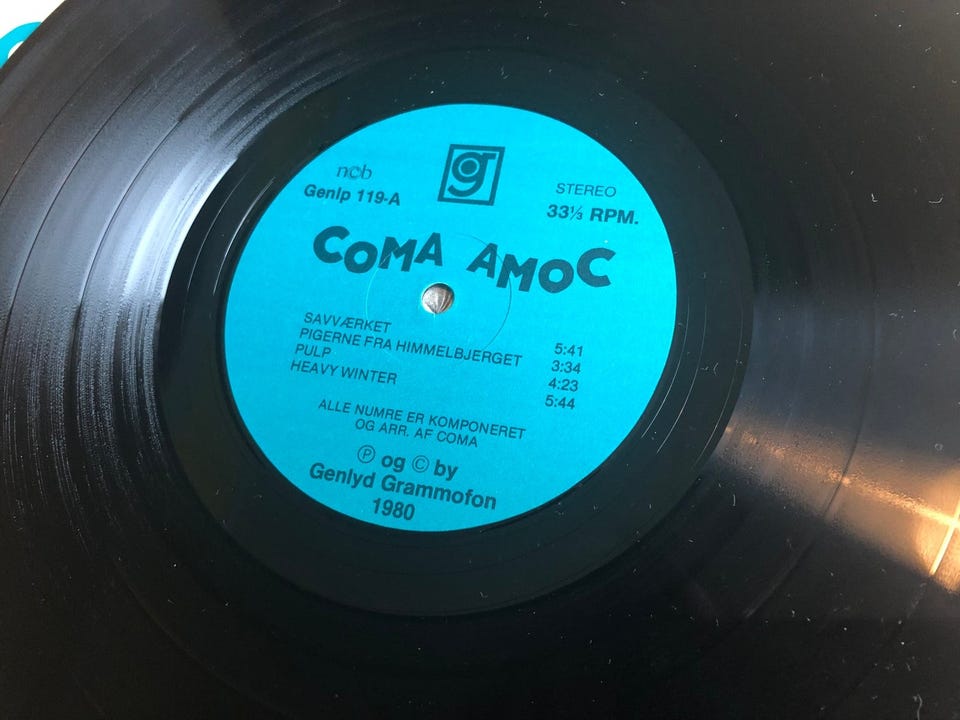 n©b
Genlp 119-A
g
STEREO
33⅓ RPM.
COMA AMOC
SAVVÆRKET 5:41
PIGERNE FRA HIMMELBJERGET 3:34
PULP 4:23
HEAVY WINTER 5:44
ALLE NUMRE ER KOMPONERET
OG ARR. AF COMA
Ⓟ og © by
Genlyd Grammofon
1980